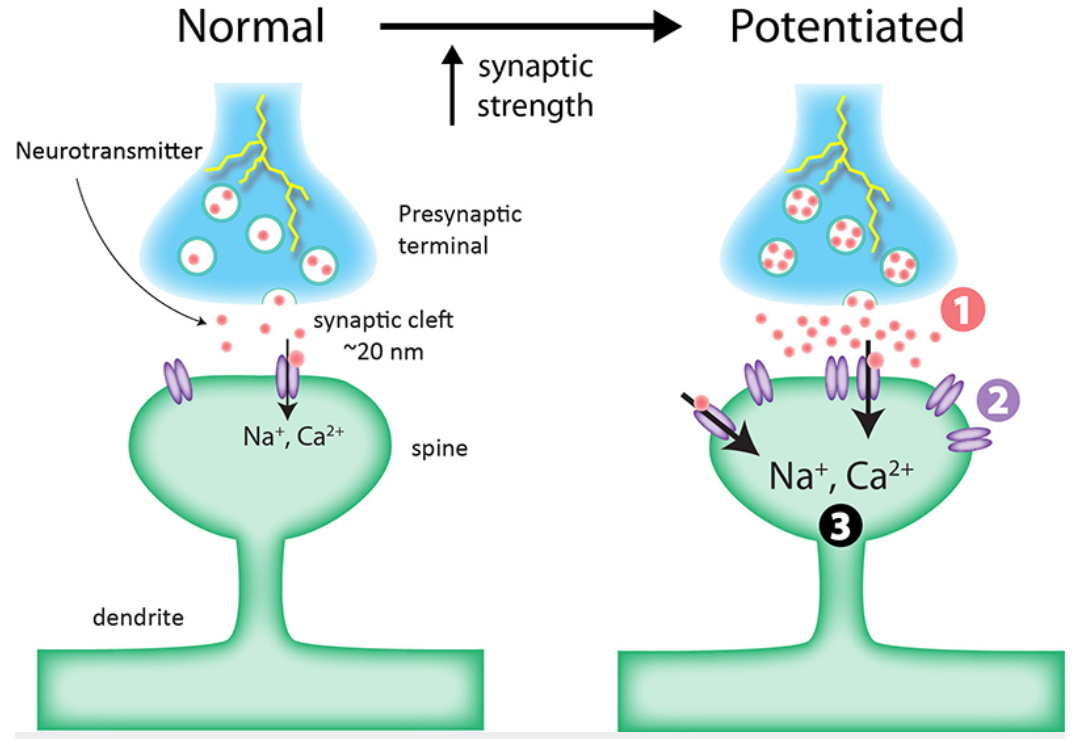 Normal
Potentiated
synaptic
strength
Neurotransmitter
Presynaptic
terminal
synaptic cleft
~20 nm
Na⁺, Ca²⁺
spine
dendrite
1
2
Na⁺, Ca²⁺
3